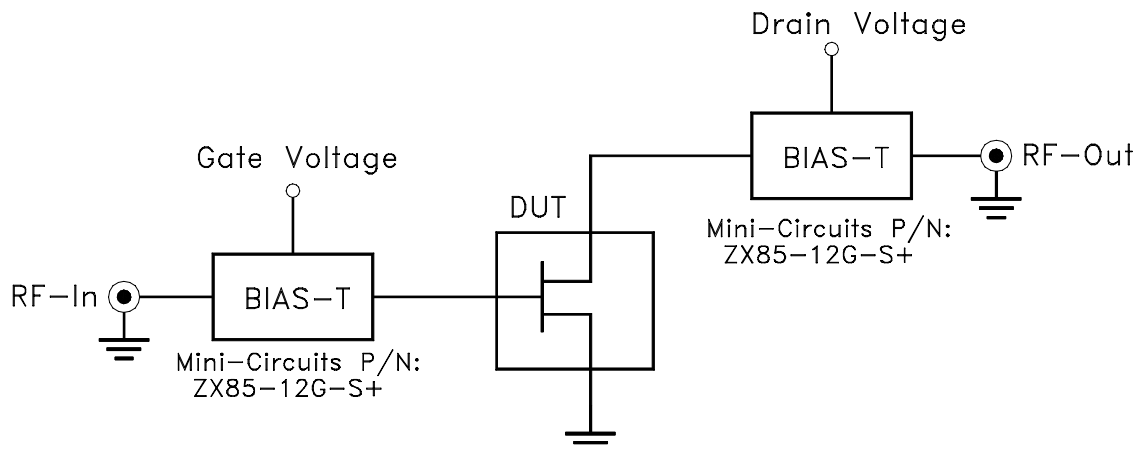 Drain Voltage
BIAS-T
RF-Out
Mini-Circuits P/N:
ZX85-12G-S+
Gate Voltage
DUT
RF-In
BIAS-T
Mini-Circuits P/N:
ZX85-12G-S+